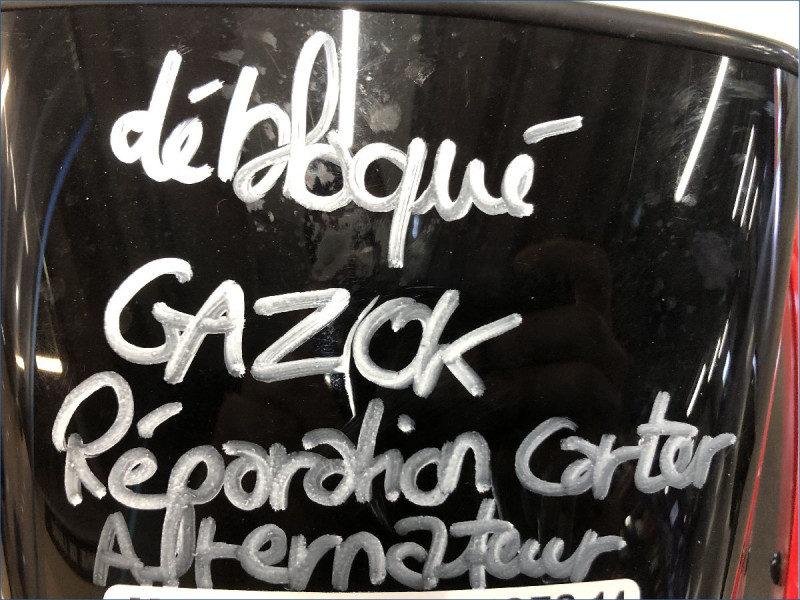 débloqué
GAZ OK
Réparation Carter
Alternateur